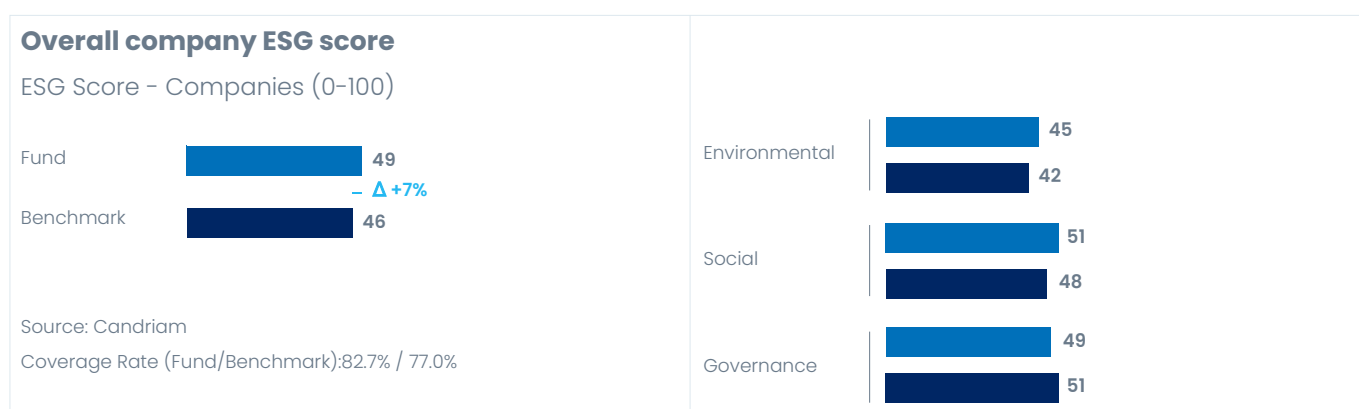 Overall company ESG score
ESG Score - Companies (0-100)
Fund 49
Δ +7%
Benchmark 46
Source: Candriam
Coverage Rate (Fund/Benchmark):82.7% / 77.0%
Environmental
45
42
Social
51
48
Governance
49
51